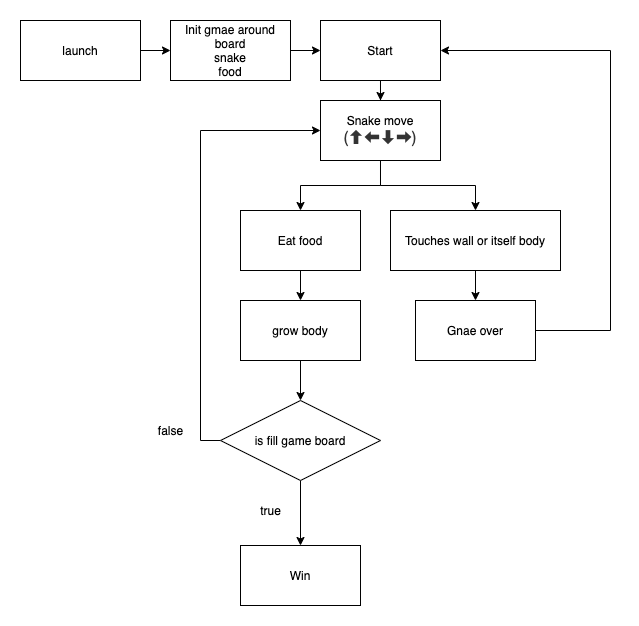 launch
Init gmae around
board
snake
food
Start
Snake move
(⬆⬅⬇➡)
Eat food
Touches wall or itself body
grow body
Gnae over
is fill game board
false
true
Win